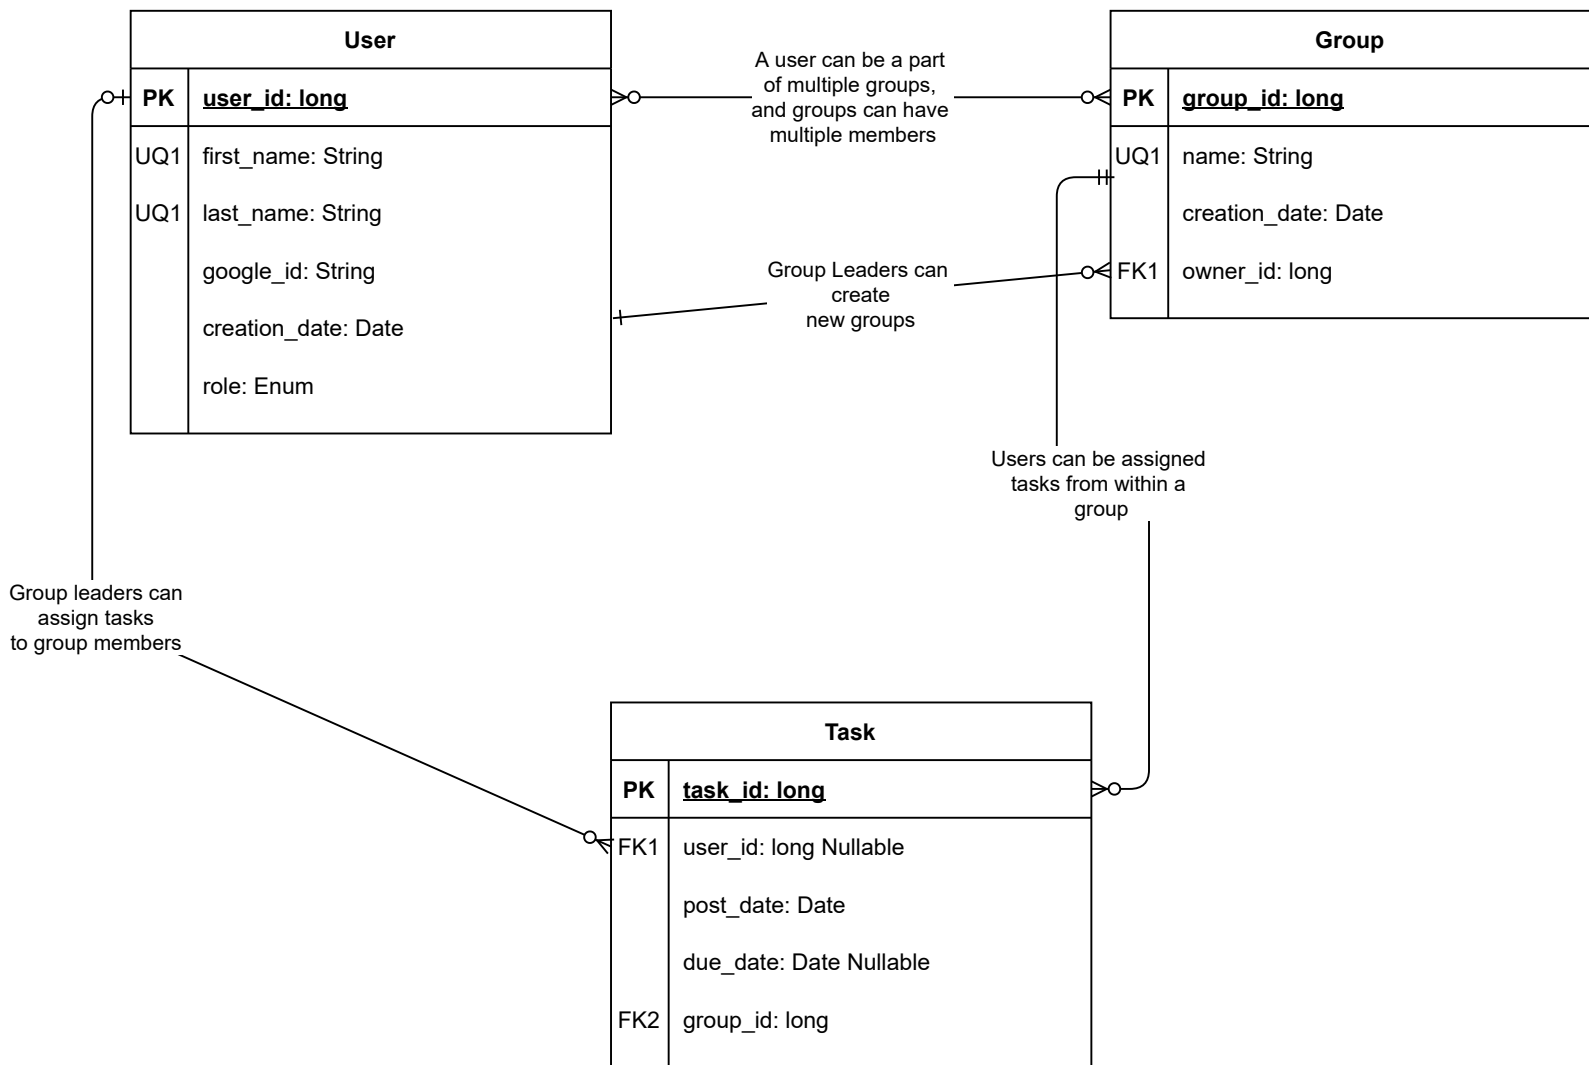 User
PK user_id: long
UQ1 first_name: String
UQ1 last_name: String
google_id: String
creation_date: Date
role: Enum
A user can be a part
of multiple groups,
and groups can have
multiple members
Group Leaders can
create
new groups
Group
PK group_id: long
UQ1 name: String
creation_date: Date
FK1 owner_id: long
Users can be assigned
tasks from within a
group
Group leaders can
assign tasks
to group members
Task
PK task_id: long
FK1 user_id: long Nullable
post_date: Date
due_date: Date Nullable
FK2 group_id: long